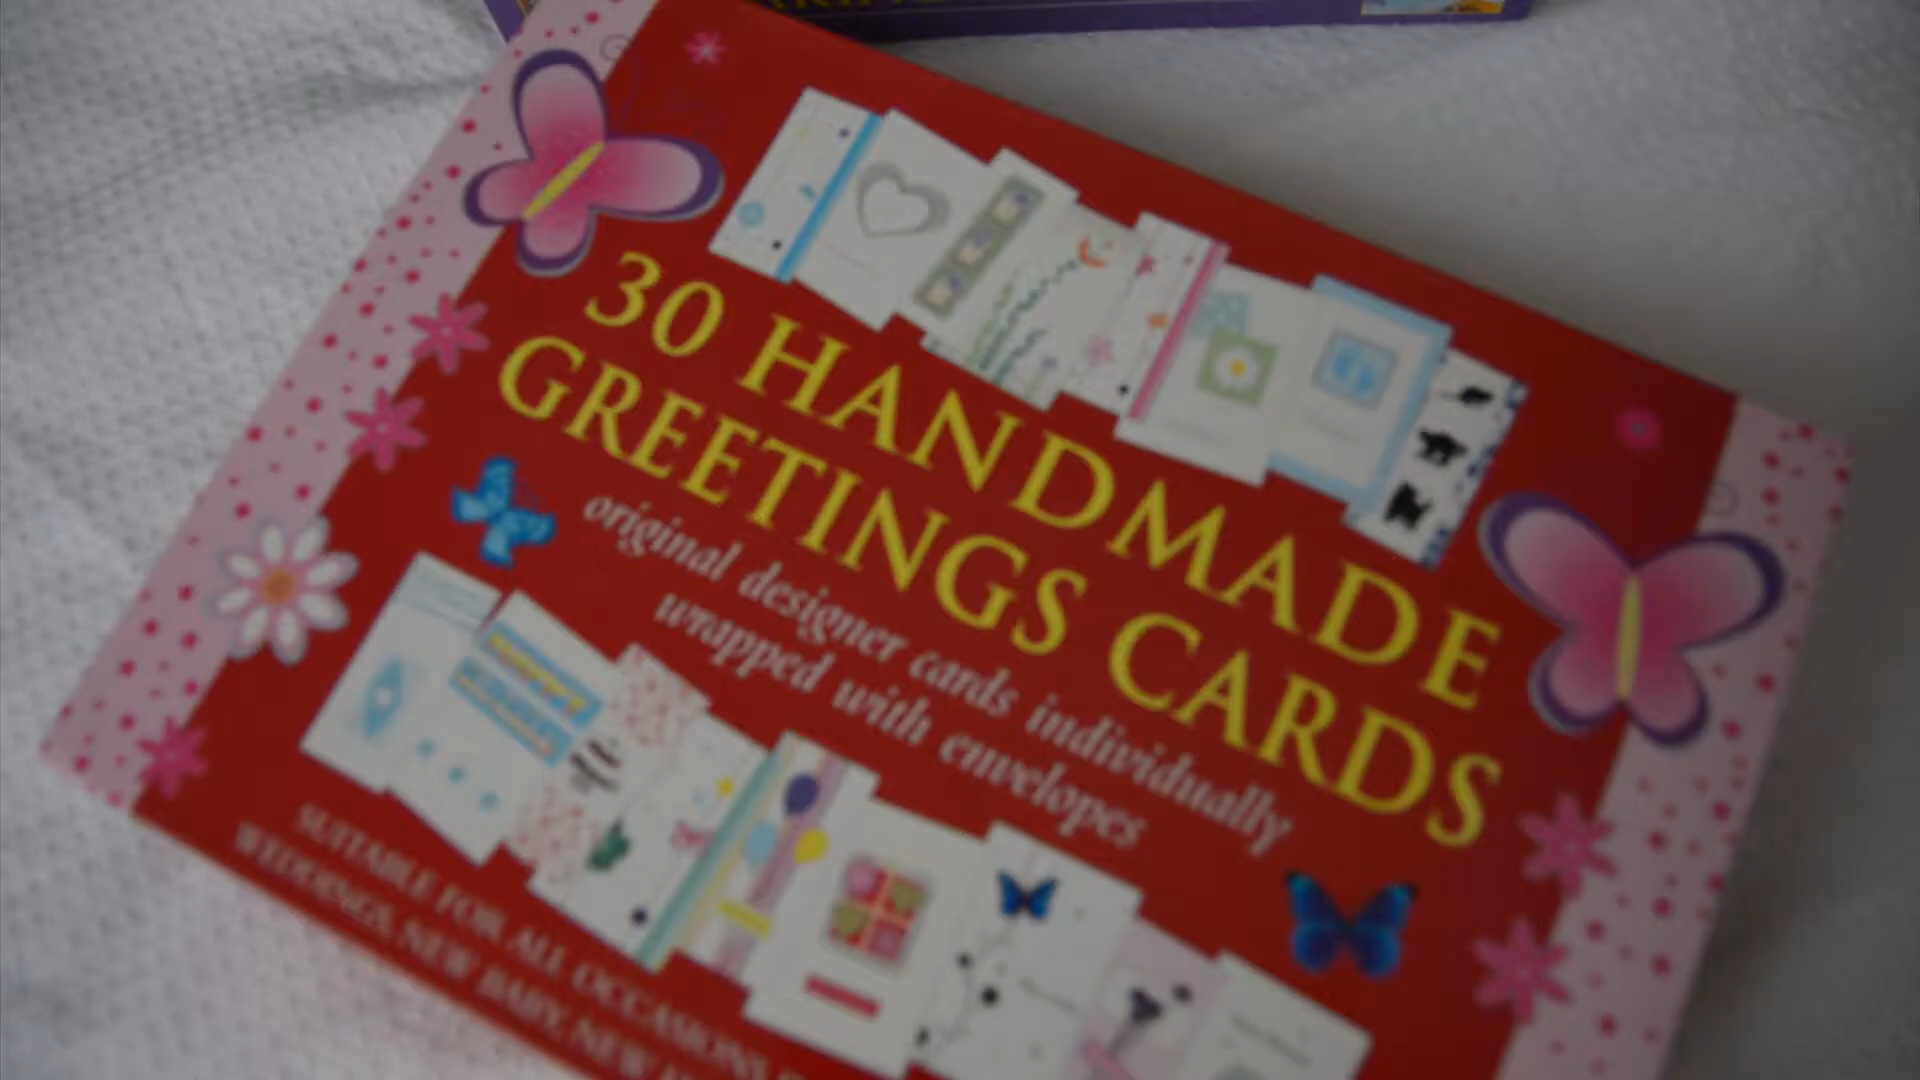 30 HANDMADE
GREETINGS CARDS
original designer cards individually
wrapped with envelopes
SUITABLE FOR ALL OCCASIONS
WEDDINGS, NEW BABY, NEW